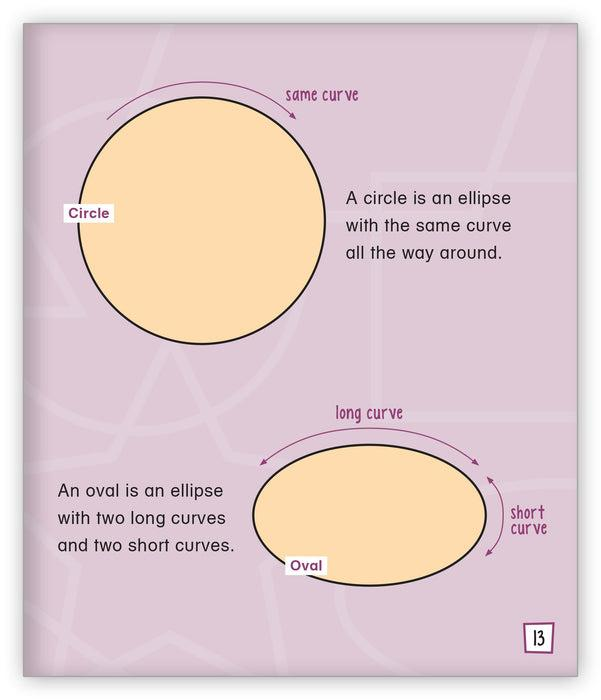 same curve
Circle
A circle is an ellipse
with the same curve
all the way around.
long curve
An oval is an ellipse
with two long curves
and two short curves.
short
curve
Oval
13